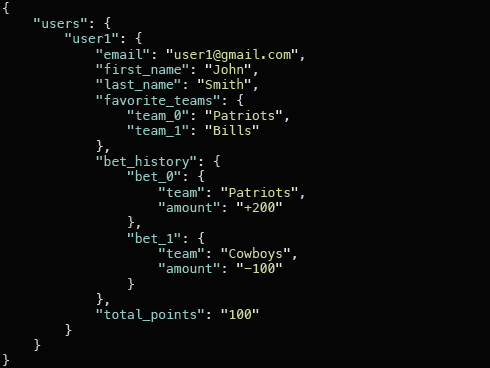 {
    "users": {
        "user1": {
            "email": "user1@gmail.com",
            "first_name": "John",
            "last_name": "Smith",
            "favorite_teams": {
                "team_0": "Patriots",
                "team_1": "Bills"
            },
            "bet_history": {
                "bet_0": {
                    "team": "Patriots",
                    "amount": "+200"
                },
                "bet_1": {
                    "team": "Cowboys",
                    "amount": "−100"
                }
            },
            "total_points": "100"
        }
    }
}